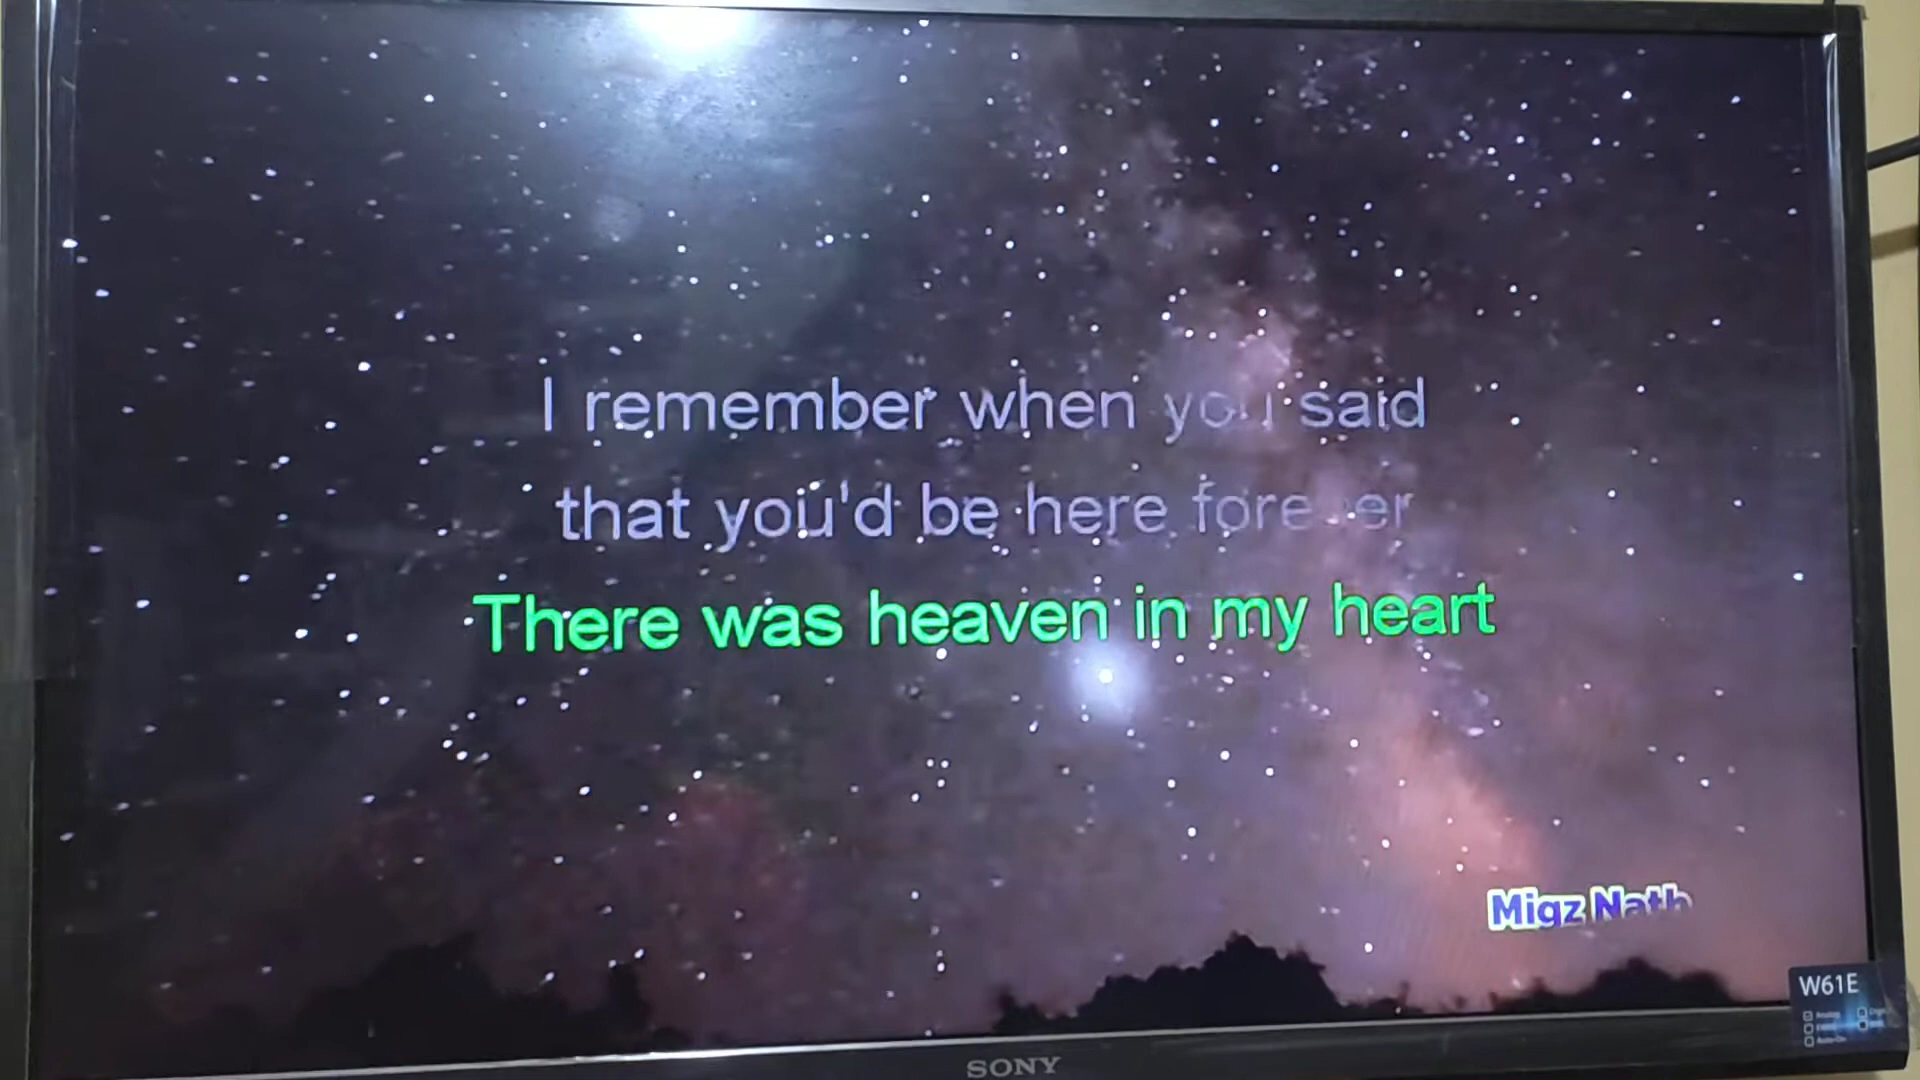 I remember when you said
that you'd be here forever
There was heaven in my heart
Migz Nath
W61E
SONY